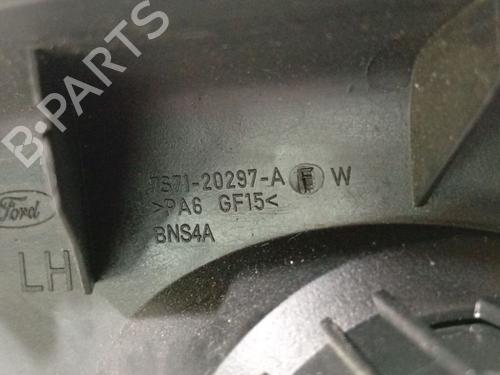 B-PARTS
7S71-20297-A F W
>PA6 GF15<
BNS4A
Ford
LH